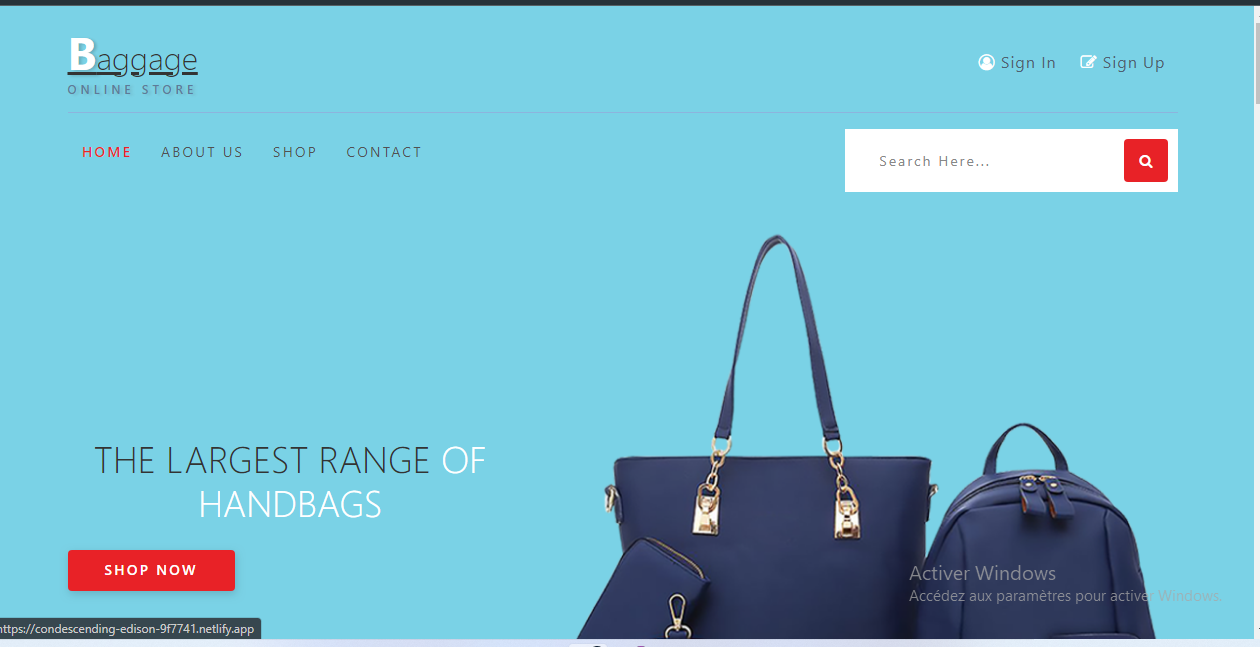 Baggage
ONLINE STORE
Sign In
Sign Up
HOME
ABOUT US
SHOP
CONTACT
Search Here...
THE LARGEST RANGE OF
HANDBAGS
SHOP NOW
Activer Windows
Accédez aux paramètres pour activer Windows.
https://condescending-edison-9f7741.netlify.app